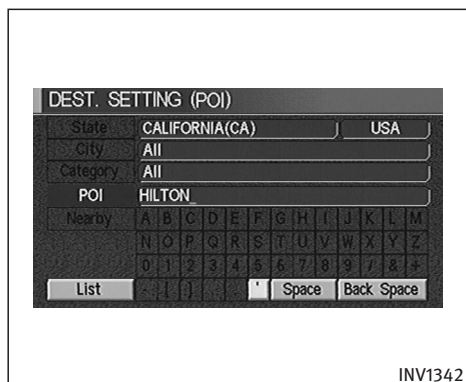 DEST. SETTING (POI)
State CALIFORNIA(CA) USA
City All
Category All
POI HILTON_
Nearby A B C D E F G H I J K L M
N O P Q R S T U V W X Y Z
0 1 2 3 4 5 6 7 8 9 / & +
List - [ ] ' Space Back Space
INV1342